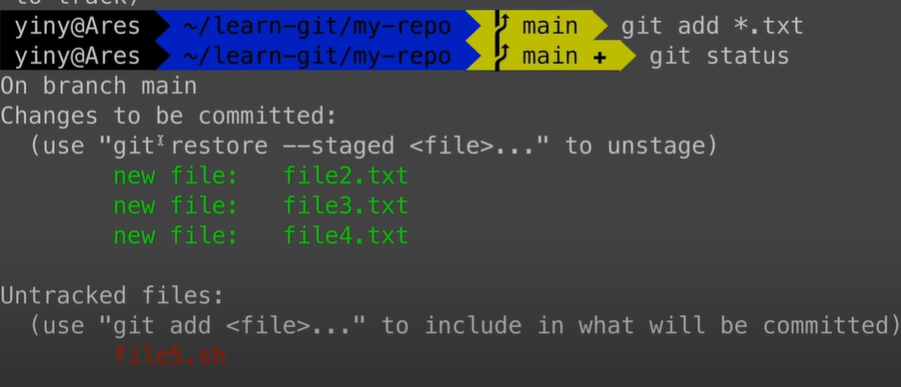 to track)
yiny@Ares ~/learn-git/my-repo main git add *.txt
yiny@Ares ~/learn-git/my-repo main + git status
On branch main
Changes to be committed:
(use "git restore --staged <file>..." to unstage)
new file: file2.txt
new file: file3.txt
new file: file4.txt
Untracked files:
(use "git add <file>..." to include in what will be committed)
file5.sh